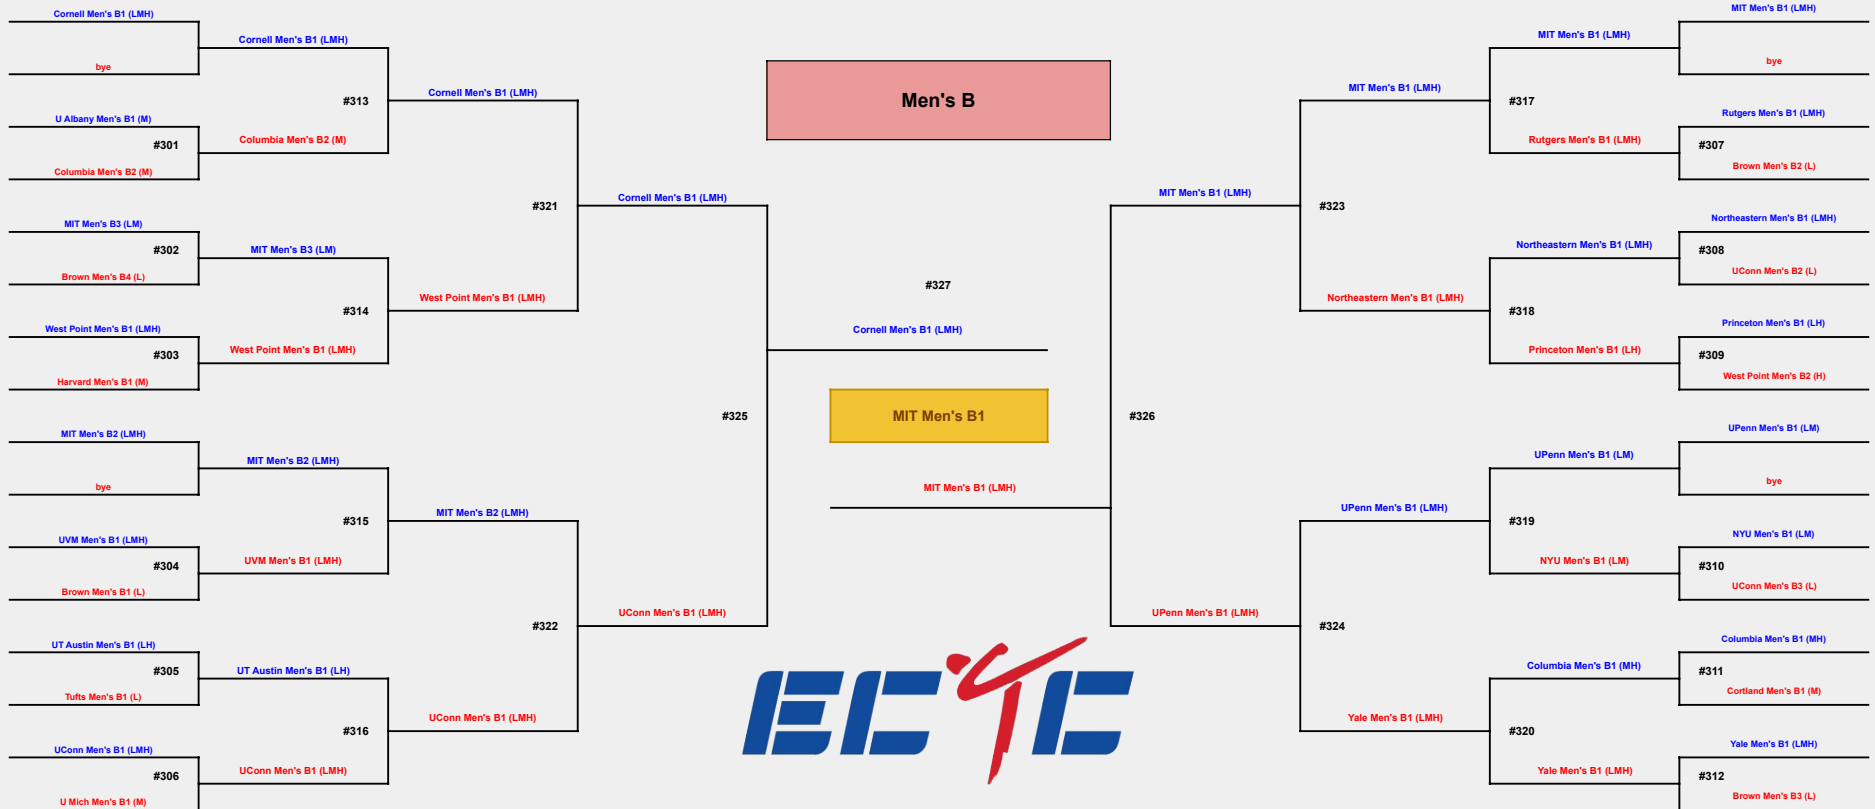 Cornell Men's B1 (LMH)
bye
U Albany Men's B1 (M)
#301
Columbia Men's B2 (M)
MIT Men's B3 (LM)
#302
Brown Men's B4 (L)
West Point Men's B1 (LMH)
#303
Harvard Men's B1 (M)
MIT Men's B2 (LMH)
bye
UVM Men's B1 (LMH)
#304
Brown Men's B1 (L)
UT Austin Men's B1 (LH)
#305
Tufts Men's B1 (L)
UConn Men's B1 (LMH)
#306
U Mich Men's B1 (M)
Cornell Men's B1 (LMH)
#313
Columbia Men's B2 (M)
MIT Men's B3 (LM)
#314
West Point Men's B1 (LMH)
MIT Men's B2 (LMH)
#315
UVM Men's B1 (LMH)
UT Austin Men's B1 (LH)
#316
UConn Men's B1 (LMH)
Cornell Men's B1 (LMH)
#321
West Point Men's B1 (LMH)
MIT Men's B2 (LMH)
#322
UConn Men's B1 (LMH)
Cornell Men's B1 (LMH)
#325
UConn Men's B1 (LMH)
Men's B
#327
Cornell Men's B1 (LMH)
MIT Men's B1
MIT Men's B1 (LMH)
ECTC
MIT Men's B1 (LMH)
#326
UPenn Men's B1 (LMH)
MIT Men's B1 (LMH)
#323
Northeastern Men's B1 (LMH)
UPenn Men's B1 (LMH)
#324
Yale Men's B1 (LMH)
MIT Men's B1 (LMH)
#317
Rutgers Men's B1 (LMH)
Northeastern Men's B1 (LMH)
#318
Princeton Men's B1 (LH)
UPenn Men's B1 (LM)
#319
NYU Men's B1 (LM)
Columbia Men's B1 (MH)
#320
Yale Men's B1 (LMH)
MIT Men's B1 (LMH)
bye
Rutgers Men's B1 (LMH)
#307
Brown Men's B2 (L)
Northeastern Men's B1 (LMH)
#308
UConn Men's B2 (L)
Princeton Men's B1 (LH)
#309
West Point Men's B2 (H)
UPenn Men's B1 (LM)
bye
NYU Men's B1 (LM)
#310
UConn Men's B3 (L)
Columbia Men's B1 (MH)
#311
Cortland Men's B1 (M)
Yale Men's B1 (LMH)
#312
Brown Men's B3 (L)